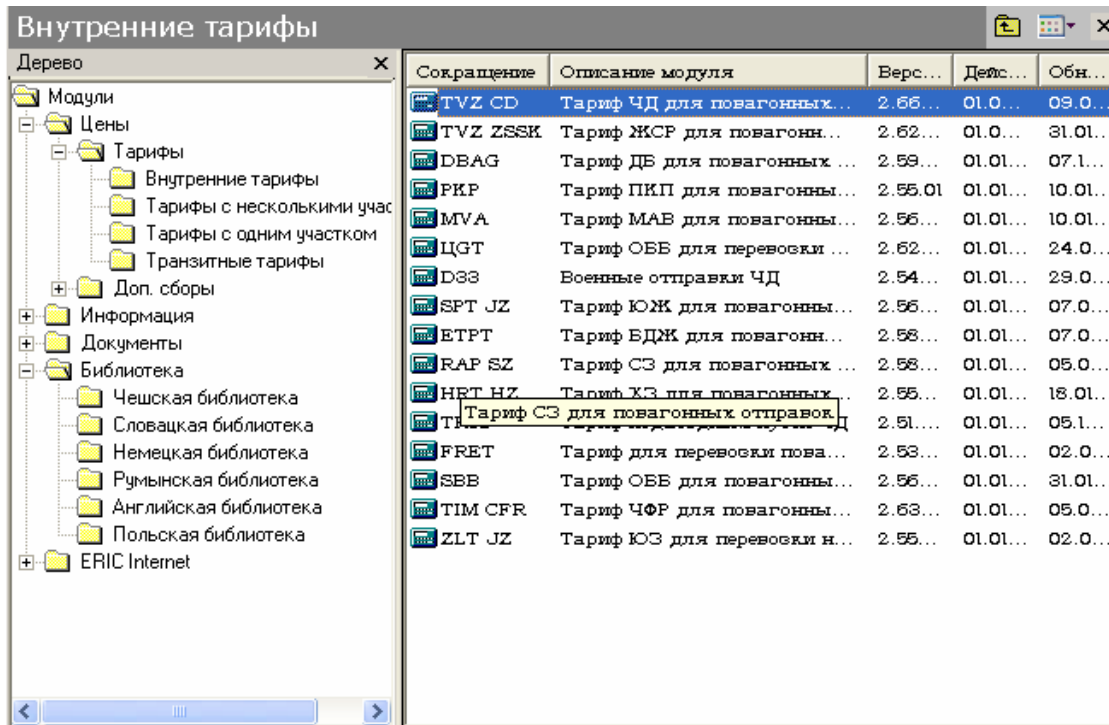 Внутренние тарифы
Дерево
Модули
Цены
Тарифы
Внутренние тарифы
Тарифы с несколькими учас
Тарифы с одним участком
Транзитные тарифы
Доп. сборы
Информация
Документы
Библиотека
Чешская библиотека
Словацкая библиотека
Немецкая библиотека
Румынская библиотека
Английская библиотека
Польская библиотека
ERIC Internet
Сокращение Описание модуля Верс... Дейс... Обн...
TVZ CD Тариф ЧД для повагонных... 2.66... 01.0... 09.0...
TVZ ZSSK Тариф ЖСР для повагонн... 2.62... 01.0... 31.01...
DBAG Тариф ДБ для повагонных ... 2.59... 01.01... 07.1...
PKP Тариф ПКП для повагонны... 2.55.01 01.01... 10.01...
MVA Тариф МАВ для повагонны... 2.56... 01.01... 10.01...
ЦGT Тариф ОВВ для перевозки ... 2.62... 01.01... 24.0...
D33 Военные отправки ЧД 2.54... 01.01... 29.0...
SPT JZ Тариф ЮЖ для повагонны... 2.56... 01.01... 07.0...
ETPT Тариф БДЖ для повагонн... 2.58... 01.01... 07.0...
RAP SZ Тариф СЗ для повагонных ... 2.58... 01.01... 05.0...
HRT HZ Тариф ХЗ для повагонных... 2.55... 01.01... 18.01...
Тариф СЗ для повагонных отправок
2.51.... 01.01... 05.1...
FRET Тариф для перевозки пова... 2.53... 01.01... 02.0...
SBB Тариф ОВВ для повагонны... 2.56... 01.01... 31.01...
TIM CFR Тариф ЧФР для повагонны... 2.63... 01.01... 05.0...
ZLT JZ Тариф ЮЗ для перевозки н... 2.55... 01.01... 02.0...